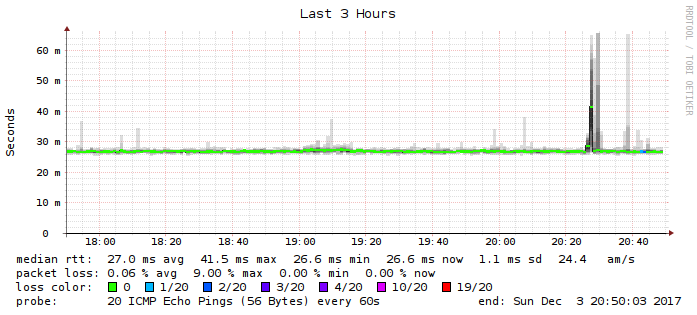 Last 3 Hours
RRDTOOL / TOBI OETIKER
Seconds
60 m
50 m
40 m
30 m
20 m
10 m
0
18:00 18:20 18:40 19:00 19:20 19:40 20:00 20:20 20:40
median rtt: 27.0 ms avg 41.5 ms max 26.6 ms min 26.6 ms now 1.1 ms sd 24.4 am/s
packet loss: 0.06 % avg 9.00 % max 0.00 % min 0.00 % now
loss color: 0 1/20 2/20 3/20 4/20 10/20 19/20
probe: 20 ICMP Echo Pings (56 Bytes) every 60s end: Sun Dec 3 20:50:03 2017